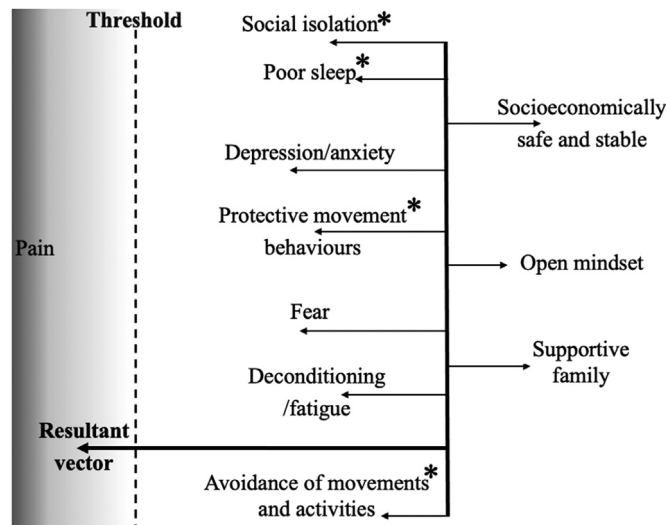 Threshold
Social isolation*
Poor sleep*
Socioeconomically
safe and stable
Depression/anxiety
Protective movement*
behaviours
Pain
Open mindset
Fear
Supportive
family
Deconditioning
/fatigue
Resultant
vector
Avoidance of movements*
and activities